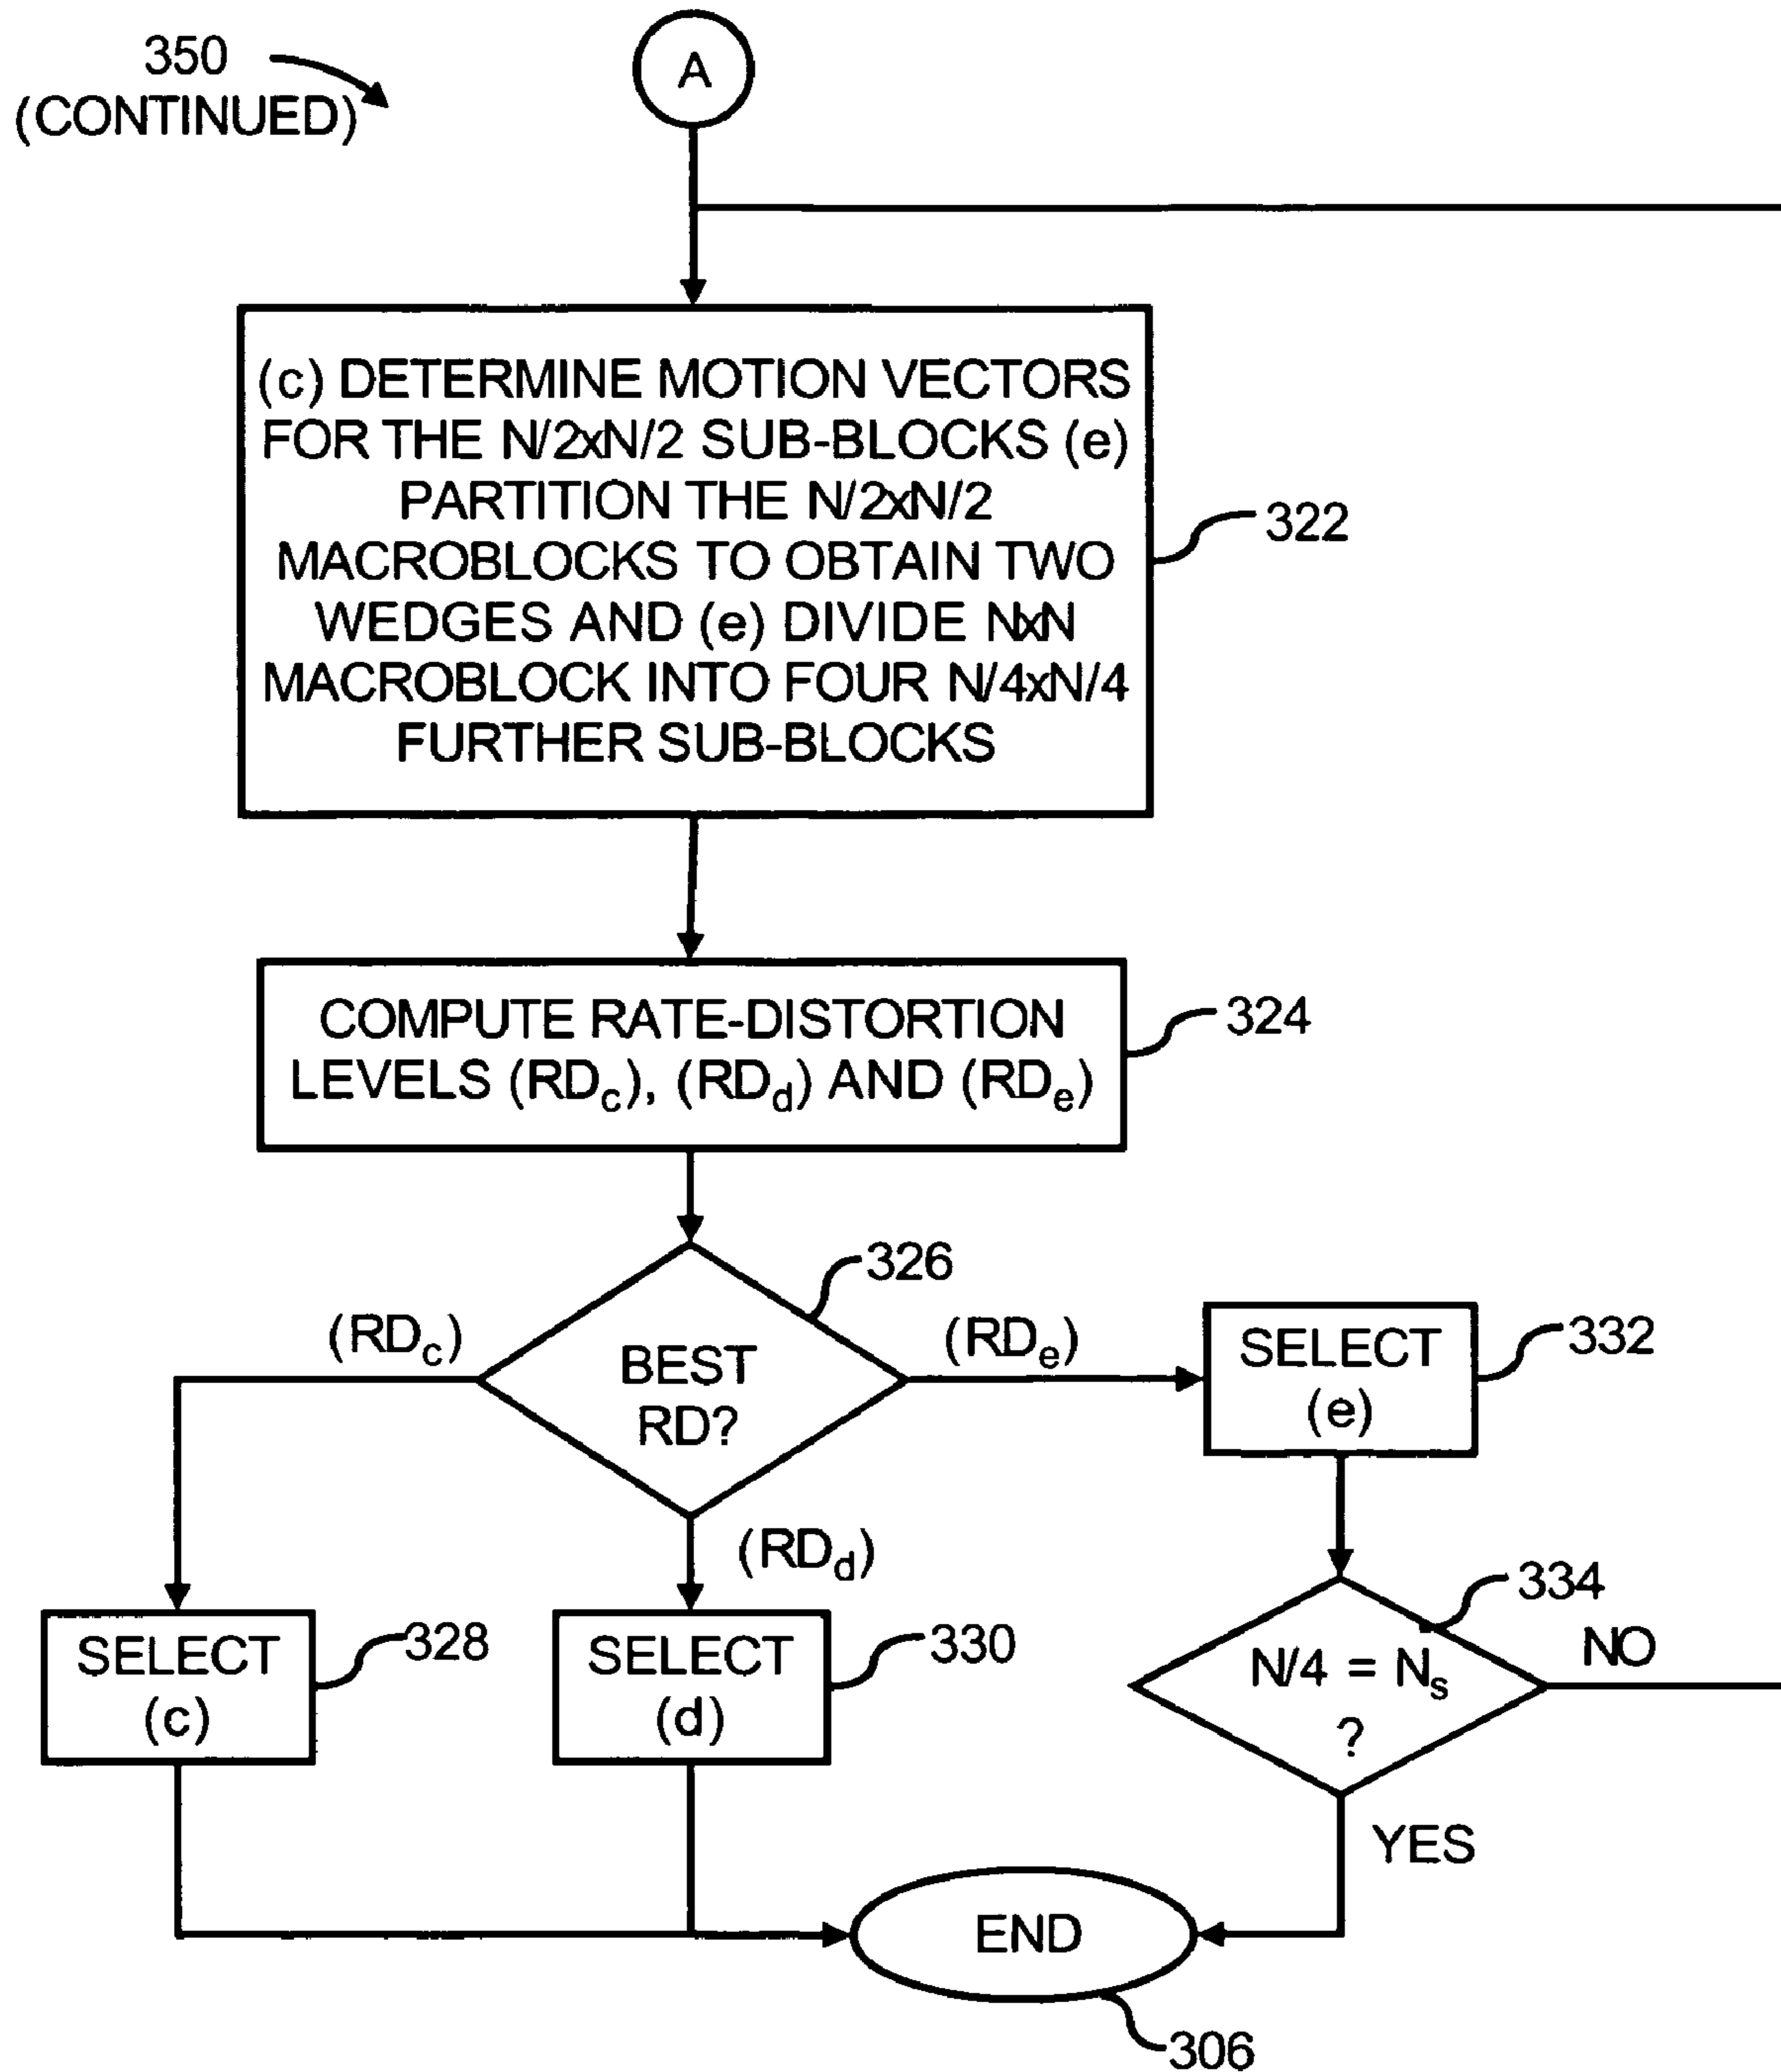 350
(CONTINUED)
A
(c) DETERMINE MOTION VECTORS
FOR THE N/2xN/2 SUB-BLOCKS (e)
PARTITION THE N/2xN/2
MACROBLOCKS TO OBTAIN TWO
WEDGES AND (e) DIVIDE NxN
MACROBLOCK INTO FOUR N/4xN/4
FURTHER SUB-BLOCKS
322
COMPUTE RATE-DISTORTION
LEVELS (RDc), (RDd) AND (RDe)
324
326
(RDc)
BEST
RD?
(RDe)
SELECT
(e)
332
(RDd)
SELECT
(c)
328
SELECT
(d)
330
334
N/4 = Ns
?
NO
YES
END
306